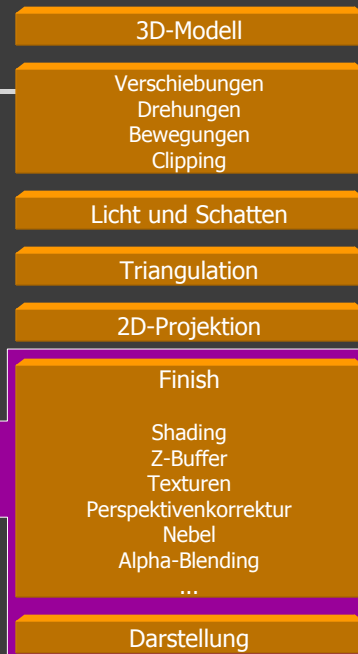 3D-Modell
Verschiebungen
Drehungen
Bewegungen
Clipping
Licht und Schatten
Triangulation
2D-Projektion
Finish
Shading
Z-Buffer
Texturen
Perspektivenkorrektur
Nebel
Alpha-Blending
...
Darstellung